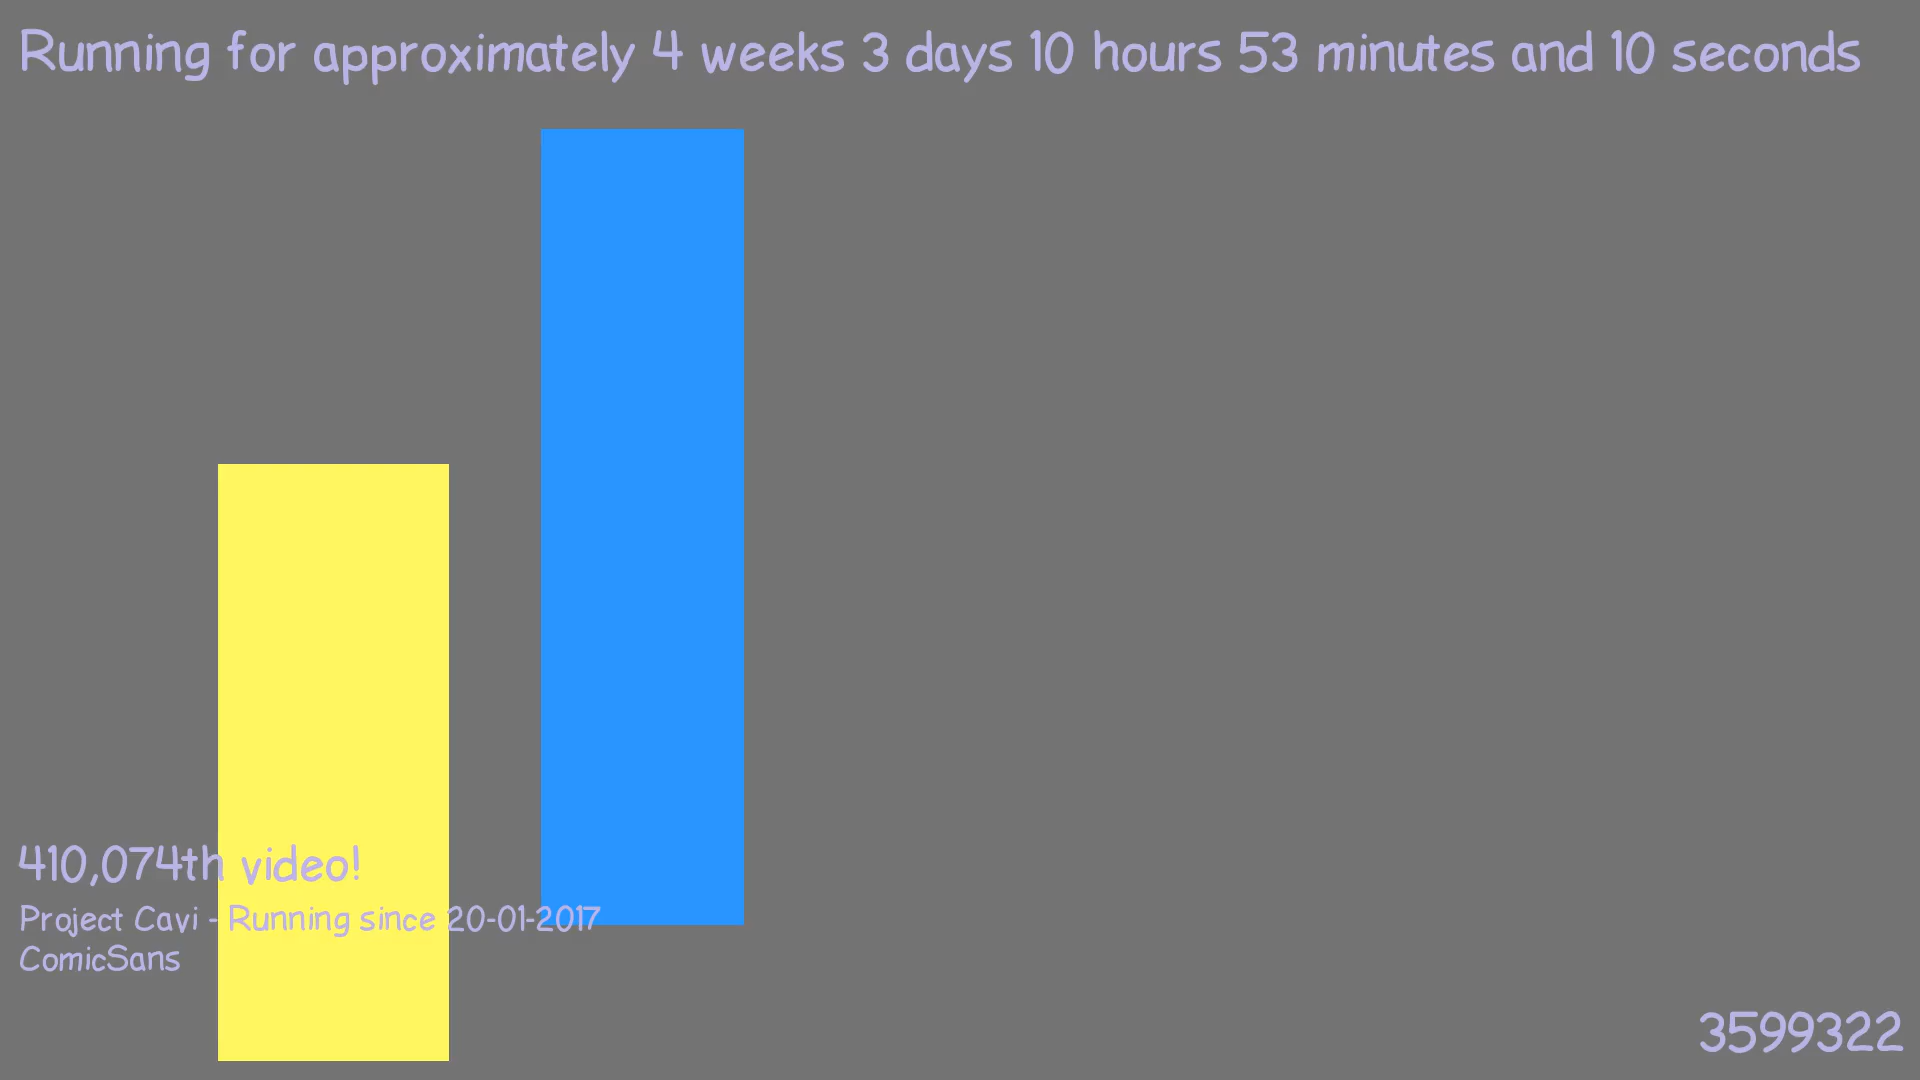 Running for approximately 4 weeks 3 days 10 hours 53 minutes and 10 seconds
410,074th video!
Project Cavi - Running since 20-01-2017
ComicSans
3599322